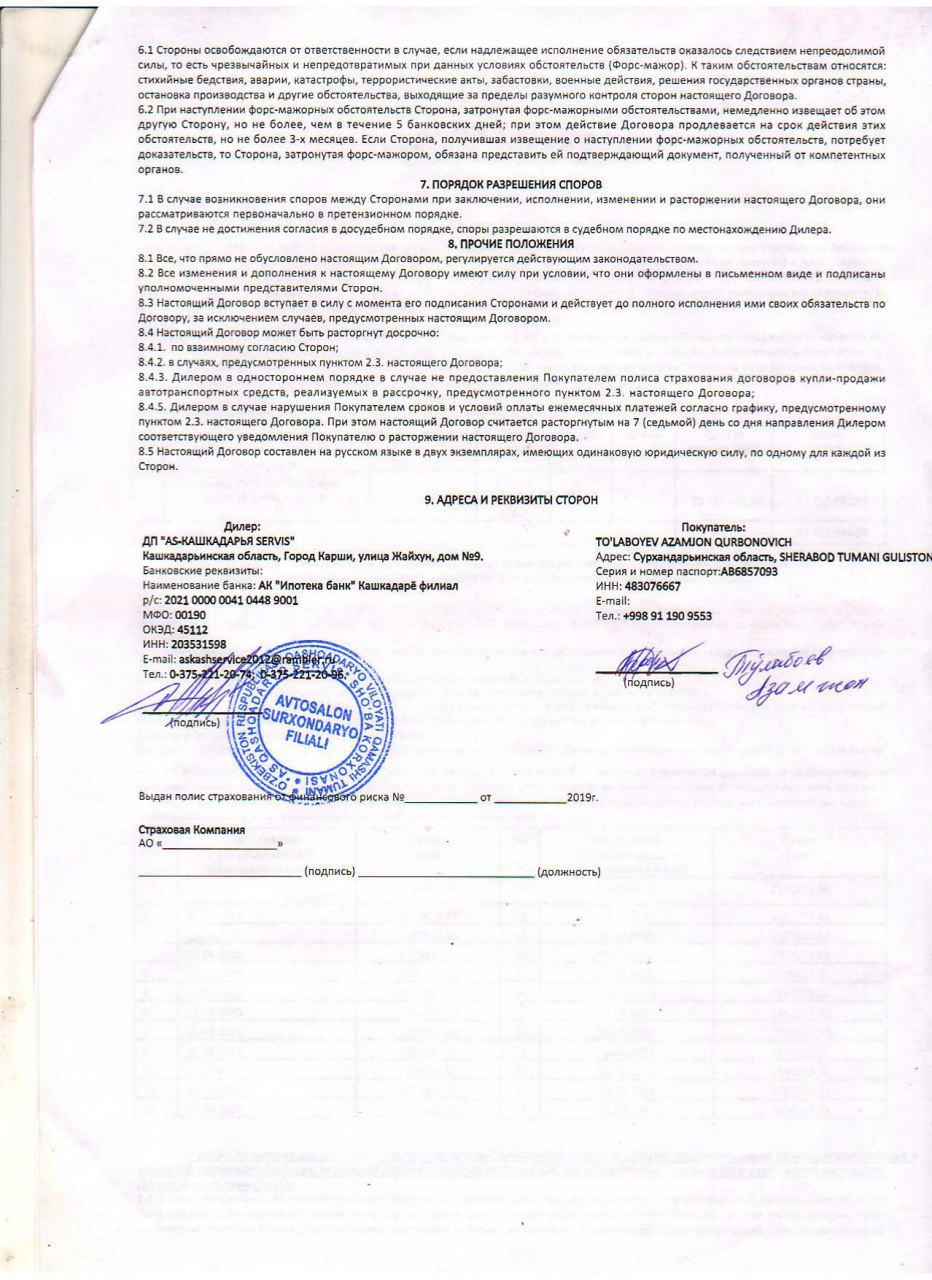 6.1 Стороны освобождаются от ответственности в случае, если надлежащее исполнение обязательств оказалось следствием непреодолимой
силы, то есть чрезвычайных и непредотвратимых при данных условиях обстоятельств (Форс-мажор). К таким обстоятельствам относятся:
стихийные бедствия, аварии, катастрофы, террористические акты, забастовки, военные действия, решения государственных органов страны,
остановка производства и другие обстоятельства, выходящие за пределы разумного контроля сторон настоящего Договора.
6.2 При наступлении форс-мажорных обстоятельств Сторона, затронутая форс-мажорными обстоятельствами, немедленно извещает об этом
другую Сторону, но не более, чем в течение 5 банковских дней; при этом действие Договора продлевается на срок действия этих
обстоятельств, но не более 3-х месяцев. Если Сторона, получившая извещение о наступлении форс-мажорных обстоятельств, потребует
доказательств, то Сторона, затронутая форс-мажором, обязана представить ей подтверждающий документ, полученный от компетентных
органов.
7. ПОРЯДОК РАЗРЕШЕНИЯ СПОРОВ
7.1 В случае возникновения споров между Сторонами при заключении, исполнении, изменении и расторжении настоящего Договора, они
рассматриваются первоначально в претензионном порядке.
7.2 В случае не достижения согласия в досудебном порядке, споры разрешаются в судебном порядке по местонахождению Дилера.
8. ПРОЧИЕ ПОЛОЖЕНИЯ
8.1 Все, что прямо не обусловлено настоящим Договором, регулируется действующим законодательством.
8.2 Все изменения и дополнения к настоящему Договору имеют силу при условии, что они оформлены в письменном виде и подписаны
уполномоченными представителями Сторон.
8.3 Настоящий Договор вступает в силу с момента его подписания Сторонами и действует до полного исполнения ими своих обязательств по
Договору, за исключением случаев, предусмотренных настоящим Договором.
8.4 Настоящий Договор может быть расторгнут досрочно:
8.4.1. по взаимному согласию Сторон;
8.4.2. в случаях, предусмотренных пунктом 2.3. настоящего Договора;
8.4.3. Дилером в одностороннем порядке в случае не предоставления Покупателем полиса страхования договоров купли-продажи
автотранспортных средств, реализуемых в рассрочку, предусмотренного пунктом 2.3. настоящего Договора;
8.4.5. Дилером в случае нарушения Покупателем сроков и условий оплаты ежемесячных платежей согласно графику, предусмотренному
пунктом 2.3. настоящего Договора. При этом настоящий Договор считается расторгнутым на 7 (седьмой) день со дня направления Дилером
соответствующего уведомления Покупателю о расторжении настоящего Договора.
8.5 Настоящий Договор составлен на русском языке в двух экземплярах, имеющих одинаковую юридическую силу, по одному для каждой из
Сторон.
9. АДРЕСА И РЕКВИЗИТЫ СТОРОН
Дилер:
ДП "AS-КАШКАДАРЬЯ SERVIS"
Кашкадарьинская область, Город Карши, улица Жайхун, дом №9.
Банковские реквизиты:
Наименование банка: АК "Ипотека банк" Кашкадарё филиал
р/с: 2021 0000 0041 0448 9001
МФО: 00190
ОКЭД: 45112
ИНН: 203531598
E-mail: askashservice2012@rambler.ru
Тел.: 0-375-221-20-74; 0-375-221-20-96.
(подпись)
AVTOSALON
SURXONDARYO
FILIALI
Покупатель:
TO'LABOYEV AZAMJON QURBONOVICH
Адрес: Сурхандарьинская область, SHERABOD TUMANI GULISTON
Серия и номер паспорт:AB6857093
ИНН: 483076667
E-mail:
Тел.: +998 91 190 9553
(подпись)
Тўлабоев
Азамжон
Выдан полис страхования от финансового риска №____________ от ____________2019г.
Страховая Компания
АО «___________________»
___________________________ (подпись) _____________________________ (должность)